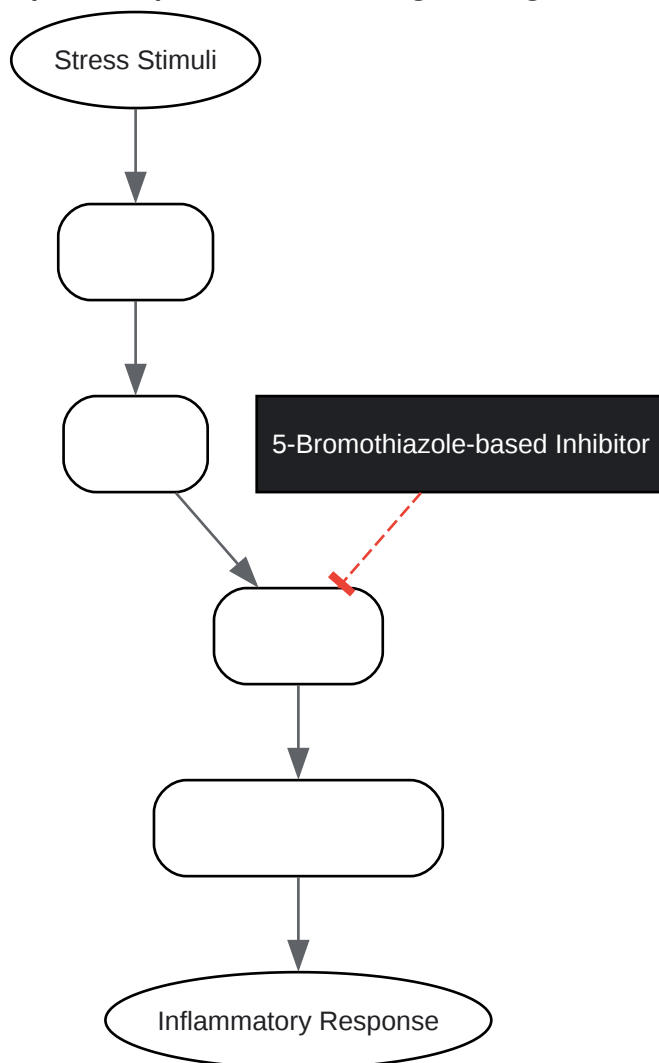 Stress Stimuli
5-Bromothiazole-based Inhibitor
Inflammatory Response